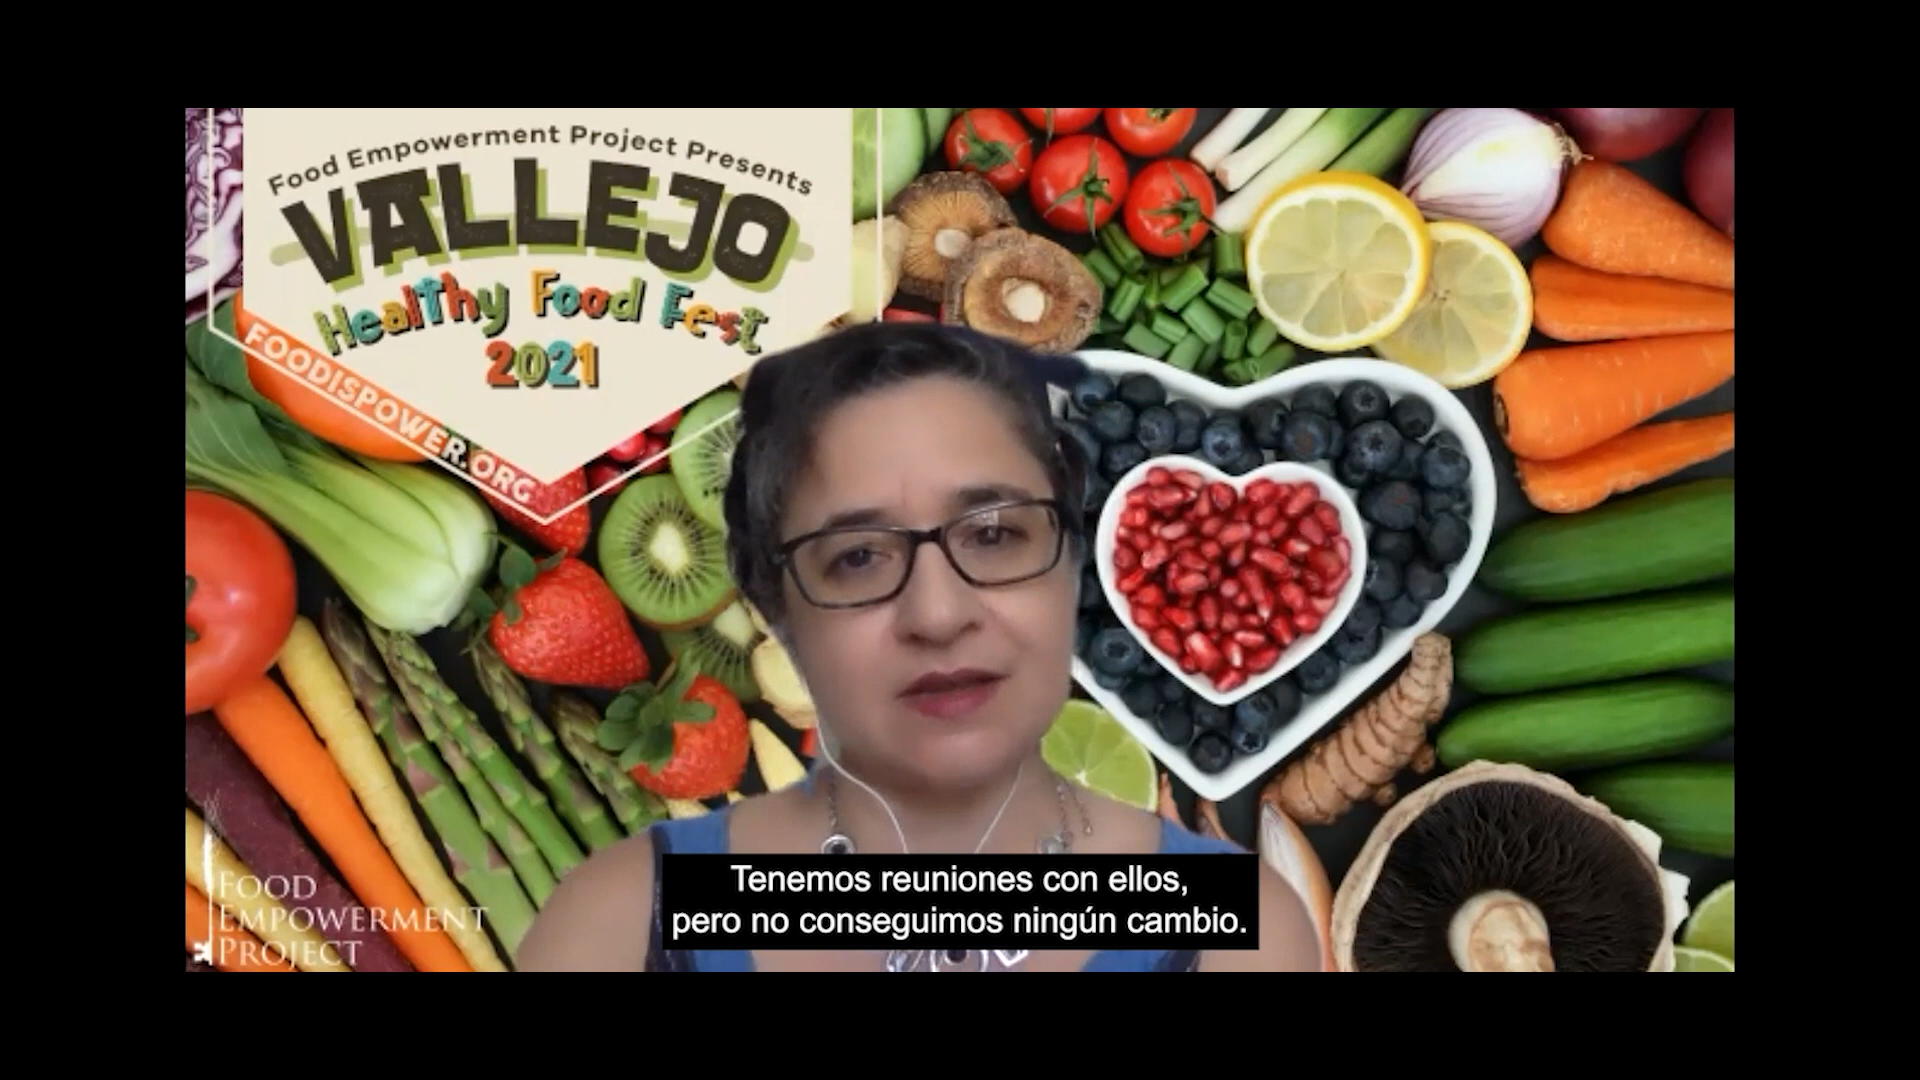 Food Empowerment Project Presents
VALLEJO
Healthy Food Fest
2021
FOODISPOWER.ORG
FOOD
EMPOWERMENT
PROJECT
Tenemos reuniones con ellos,
pero no conseguimos ningún cambio.